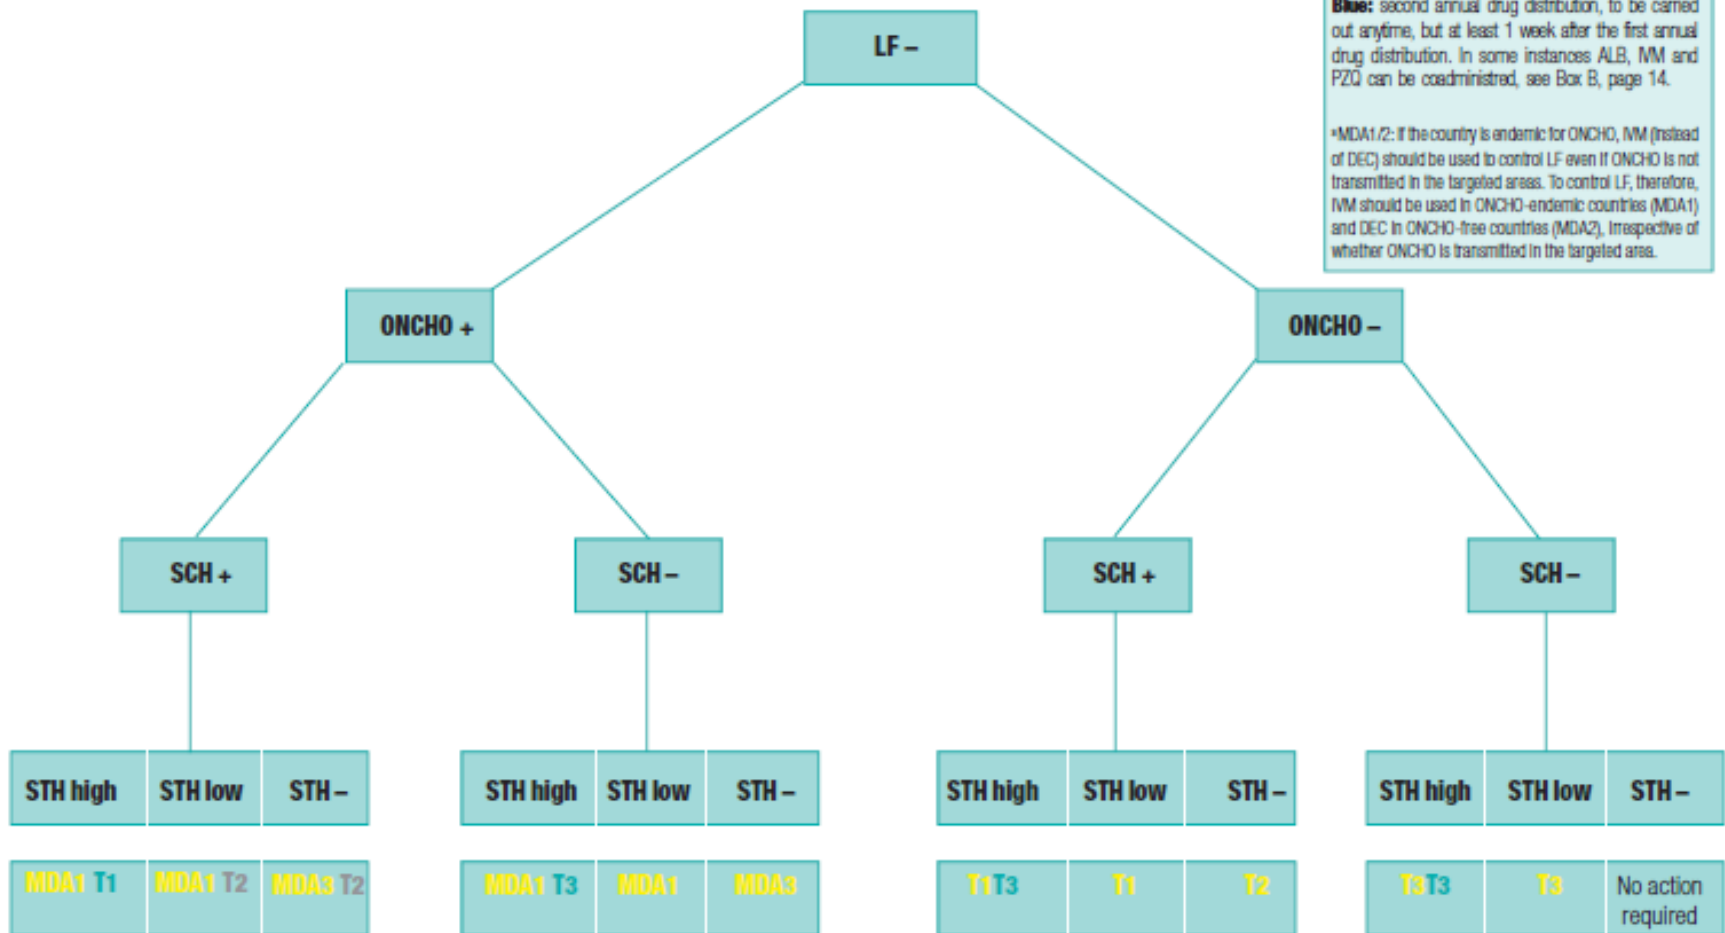 LF –
Blue: second annual drug distribution, to be carried
out anytime, but at least 1 week after the first annual
drug distribution. In some instances ALB, IVM and
PZQ can be coadministred, see Box B, page 14.
ᵃMDA1/2: If the country is endemic for ONCHO, IVM (instead
of DEC) should be used to control LF even if ONCHO is not
transmitted in the targeted areas. To control LF, therefore,
IVM should be used in ONCHO-endemic countries (MDA1)
and DEC in ONCHO-free countries (MDA2), irrespective of
whether ONCHO is transmitted in the targeted area.
ONCHO + ONCHO –
SCH + SCH – SCH + SCH –
STH high STH low STH – STH high STH low STH – STH high STH low STH – STH high STH low STH –
MDA1 T1 MDA1 T2 MDA3 T2 MDA1 T3 MDA1 MDA3 T1T3 T1 T2 T3T3 T3 No action
required